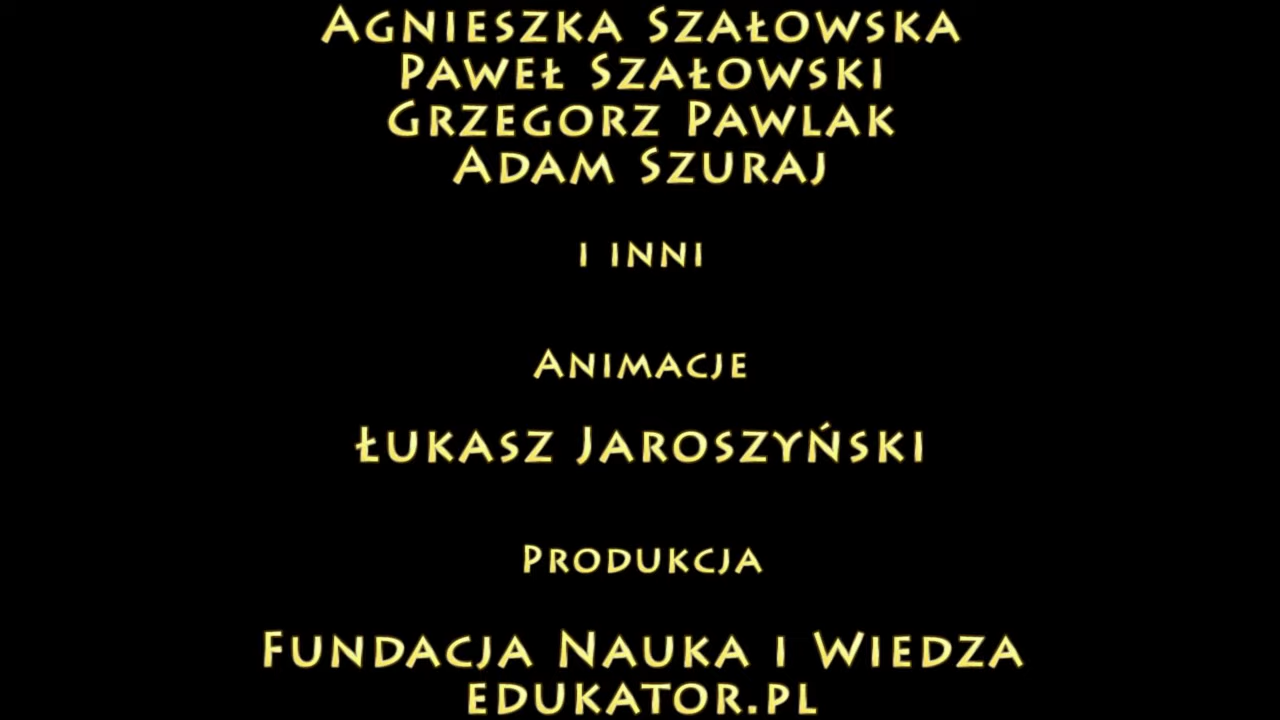 Agnieszka Szałowska
Paweł Szałowski
Grzegorz Pawlak
Adam Szuraj
i inni
Animacje
Łukasz Jaroszyński
Produkcja
Fundacja Nauka i Wiedza
edukator.pl